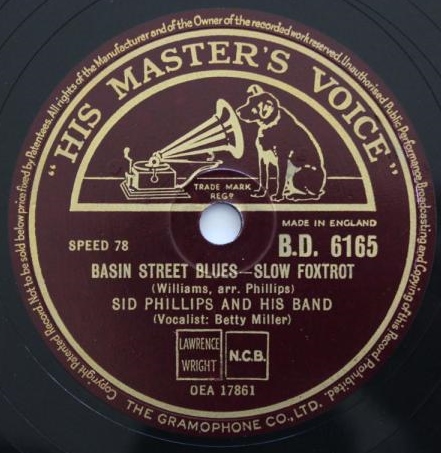 All rights of the Manufacturer and of the Owner of the recorded work reserved. Unauthorised Public Performance, Broadcasting and Copying of this Record Prohibited.
Copyright Patented Record. Not to be sold below price fixed by Patentees.
"HIS MASTER'S VOICE"
TRADE MARK
REGD
MADE IN ENGLAND
SPEED 78
B.D. 6165
BASIN STREET BLUES—SLOW FOXTROT
(Williams, arr. Phillips)
SID PHILLIPS AND HIS BAND
(Vocalist: Betty Miller)
LAWRENCE
WRIGHT
N.C.B.
OEA 17861
THE GRAMOPHONE CO., LTD.